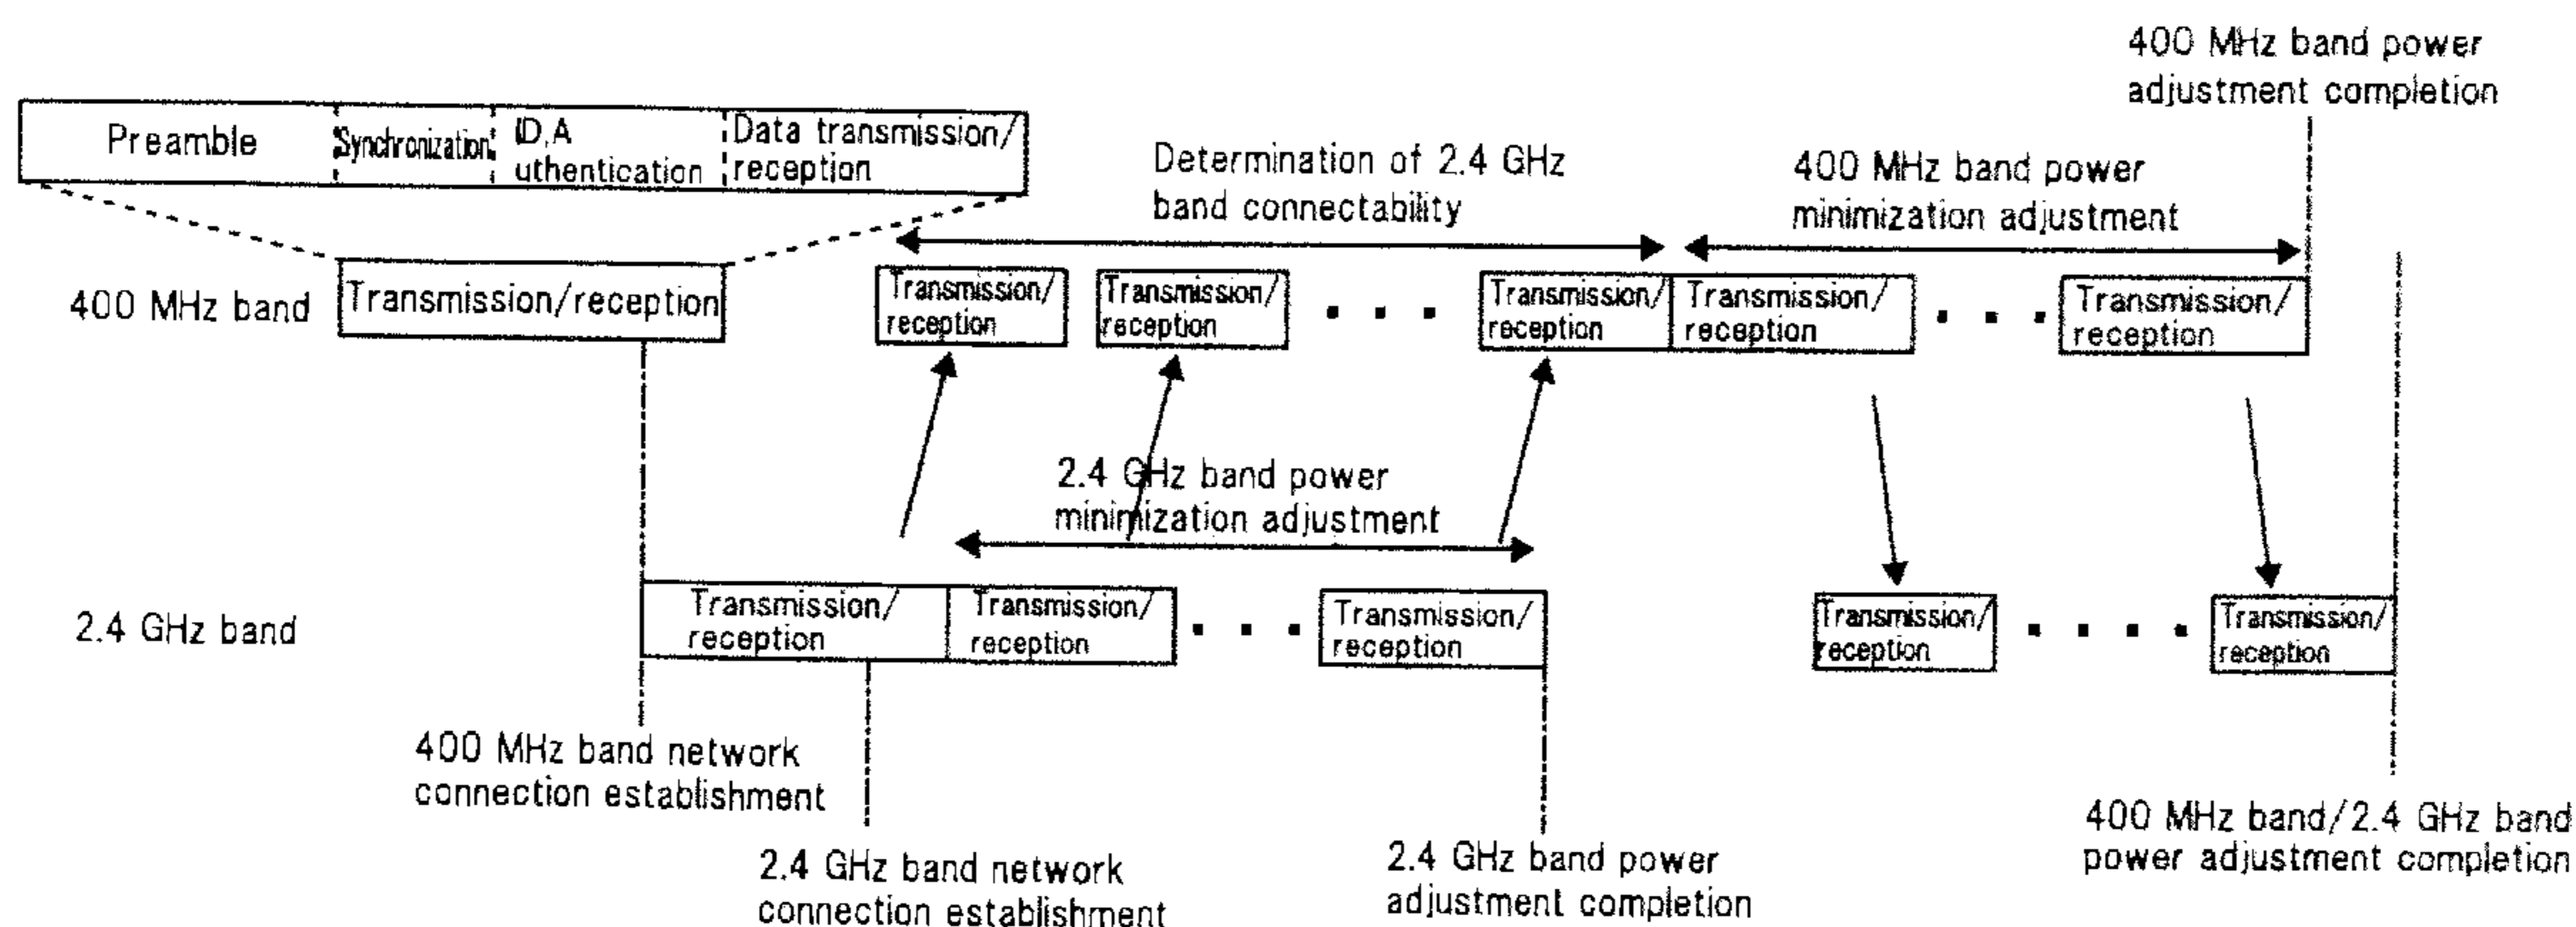 400 MHz band power
adjustment completion
Preamble
Synchronization
ID,A
uthentication
Data transmission/
reception
Determination of 2.4 GHz
band connectability
400 MHz band power
minimization adjustment
400 MHz band
Transmission/reception
Transmission/
reception
Transmission/
reception
Transmission/
reception
Transmission/
reception
Transmission/
reception
2.4 GHz band power
minimization adjustment
2.4 GHz band
Transmission/
reception
Transmission/
reception
Transmission/
reception
Transmission/
reception
Transmission/
reception
400 MHz band network
connection establishment
2.4 GHz band network
connection establishment
2.4 GHz band power
adjustment completion
400 MHz band/2.4 GHz band
power adjustment completion